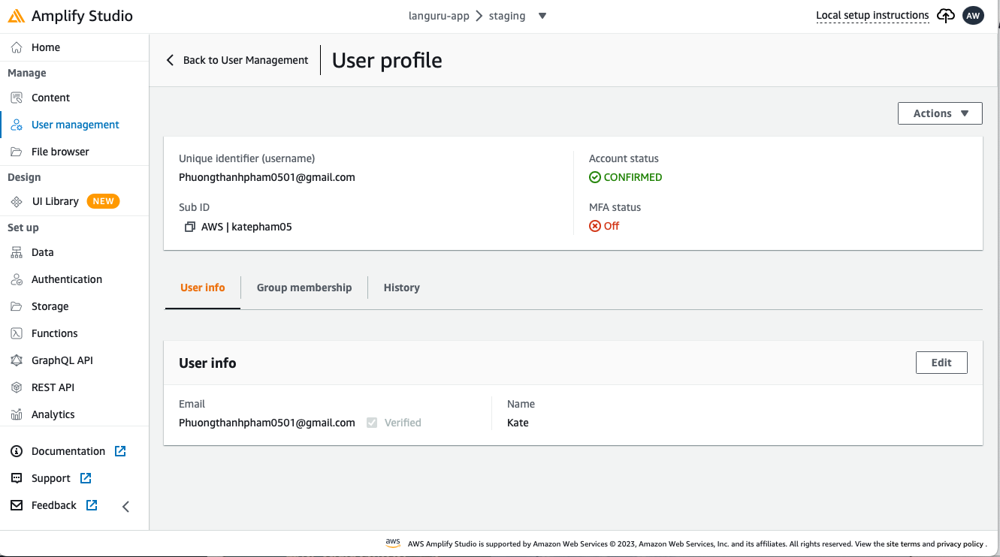 Amplify Studio
languru-app > staging
Local setup instructions
AW
Home
Manage
Content
User management
File browser
Design
UI Library NEW
Set up
Data
Authentication
Storage
Functions
GraphQL API
REST API
Analytics
Documentation
Support
Feedback
Back to User Management
User profile
Actions
Unique identifier (username)
Phuongthanhpham0501@gmail.com
Sub ID
AWS | katepham05
Account status
CONFIRMED
MFA status
Off
User info
Group membership
History
User info
Edit
Email
Phuongthanhpham0501@gmail.com
Verified
Name
Kate
aws
AWS Amplify Studio is supported by Amazon Web Services © 2023, Amazon Web Services, Inc. and its affiliates. All rights reserved. View the site terms and privacy policy .